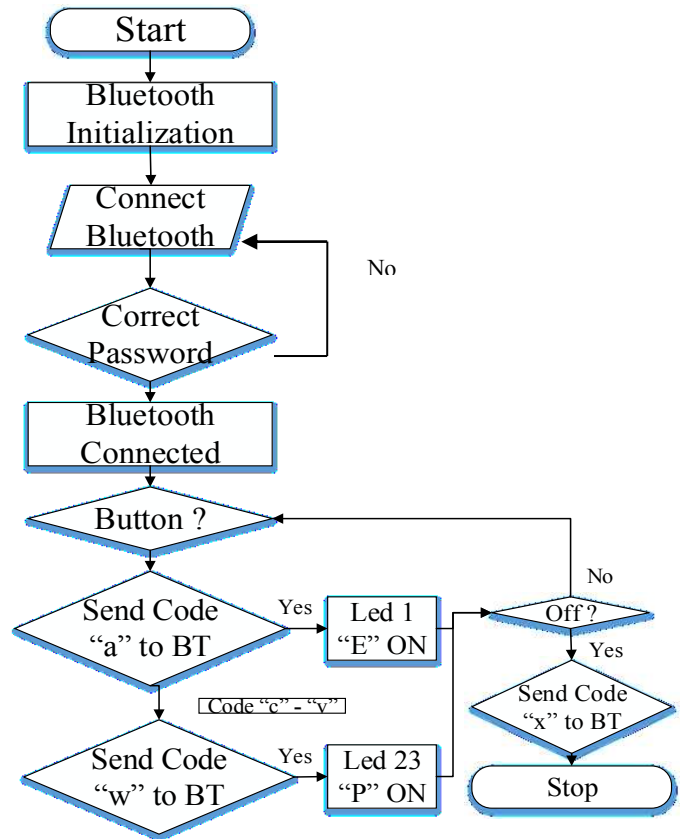 Start
Bluetooth
Initialization
Connect
Bluetooth
No
Correct
Password
Bluetooth
Connected
Button ?
No
Send Code
“a” to BT
Yes
Led 1
“E” ON
Off ?
Yes
Code “c” - “v”
Send Code
“x” to BT
Send Code
“w” to BT
Yes
Led 23
“P” ON
Stop